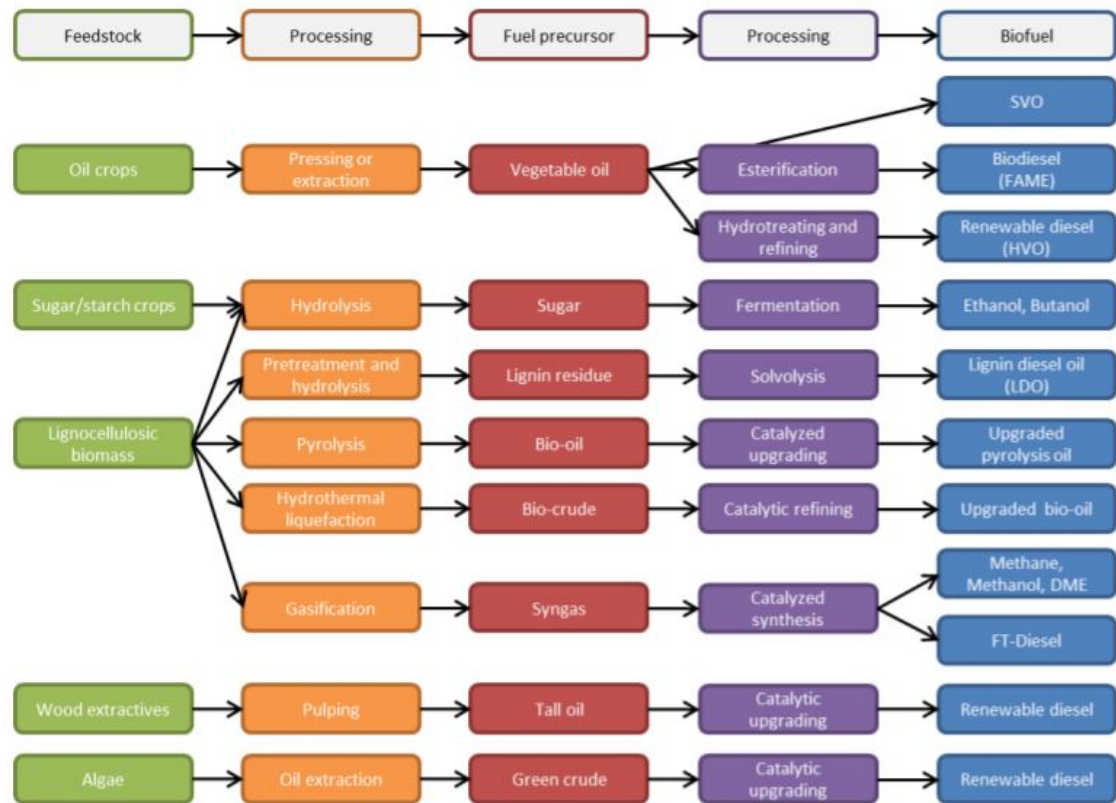 Feedstock
Processing
Fuel precursor
Processing
Biofuel
SVO
Oil crops
Pressing or
extraction
Vegetable oil
Esterification
Biodiesel
(FAME)
Hydrotreating and
refining
Renewable diesel
(HVO)
Sugar/starch crops
Hydrolysis
Sugar
Fermentation
Ethanol, Butanol
Pretreatment and
hydrolysis
Lignin residue
Solvolysis
Lignin diesel oil
(LDO)
Lignocellulosic
biomass
Pyrolysis
Bio-oil
Catalyzed
upgrading
Upgraded
pyrolysis oil
Hydrothermal
liquefaction
Bio-crude
Catalytic refining
Upgraded bio-oil
Gasification
Syngas
Catalyzed
synthesis
Methane,
Methanol, DME
FT-Diesel
Wood extractives
Pulping
Tall oil
Catalytic
upgrading
Renewable diesel
Algae
Oil extraction
Green crude
Catalytic
upgrading
Renewable diesel